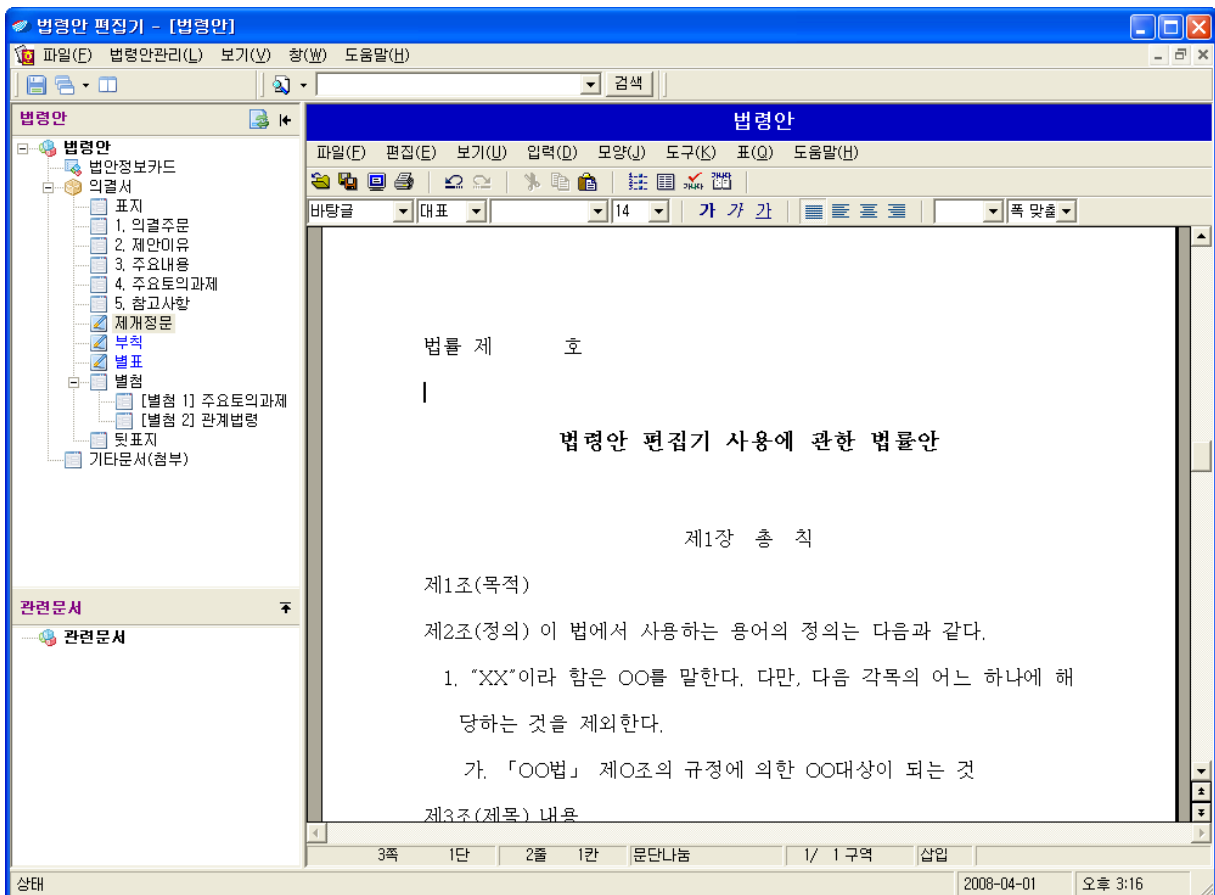 법령안 편집기 - [법령안]
파일(F) 법령안관리(L) 보기(V) 창(W) 도움말(H)
검색
법령안
법령안
법안정보카드
의결서
표지
1. 의결주문
2. 제안이유
3. 주요내용
4. 주요토의과제
5. 참고사항
제개정문
부칙
별표
별첨
[별첨 1] 주요토의과제
[별첨 2] 관계법령
뒷표지
기타문서(첨부)
관련문서
관련문서
법령안
파일(F) 편집(E) 보기(U) 입력(D) 모양(J) 도구(K) 표(Q) 도움말(H)
바탕글 대표 14 가 가 가 폭 맞춤
법률 제 호
법령안 편집기 사용에 관한 법률안
제1장 총 칙
제1조(목적)
제2조(정의) 이 법에서 사용하는 용어의 정의는 다음과 같다.
1. “XX”이라 함은 OO를 말한다. 다만, 다음 각목의 어느 하나에 해
당하는 것을 제외한다.
가. 「OO법」 제O조의 규정에 의한 OO대상이 되는 것
제3조(제목) 내용
3쪽 1단 2줄 1칸 문단나눔 1/ 1 구역 삽입
상태 2008-04-01 오후 3:16